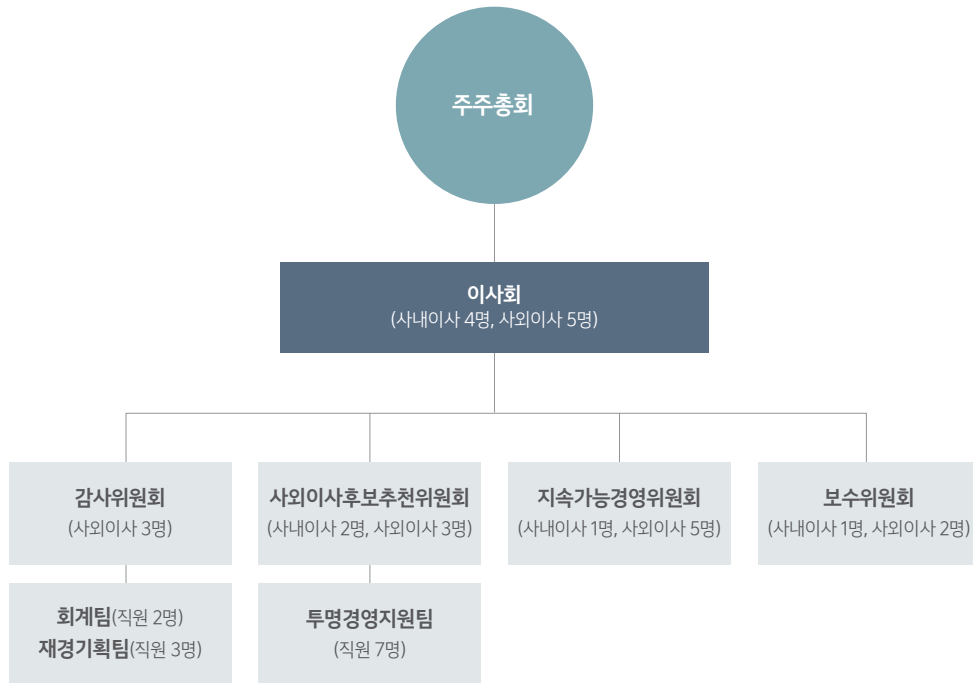 주주총회
이사회
(사내이사 4명, 사외이사 5명)
감사위원회
(사외이사 3명)
사외이사후보추천위원회
(사내이사 2명, 사외이사 3명)
지속가능경영위원회
(사내이사 1명, 사외이사 5명)
보수위원회
(사내이사 1명, 사외이사 2명)
회계팀(직원 2명)
재경기획팀(직원 3명)
투명경영지원팀
(직원 7명)